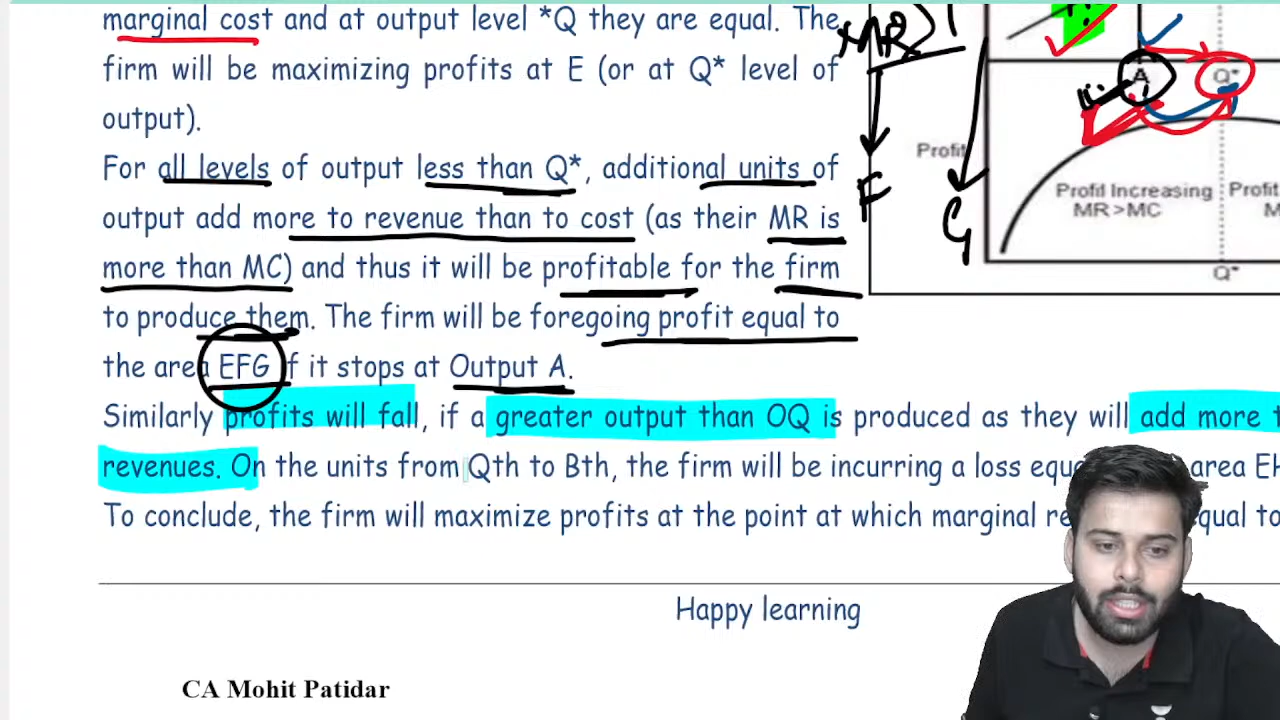 marginal cost and at output level *Q they are equal. The
firm will be maximizing profits at E (or at Q* level of
output).
For all levels of output less than Q*, additional units of
output add more to revenue than to cost (as their MR is
more than MC) and thus it will be profitable for the firm
to produce them. The firm will be foregoing profit equal to
the area EFG if it stops at Output A.
Similarly profits will fall, if a greater output than OQ is produced as they will add more
revenues. On the units from Qth to Bth, the firm will be incurring a loss area
To conclude, the firm will maximize profits at the point at which marginal to
Happy learning
CA Mohit Patidar
MR
F
G
A
Q*
Profit
Profit Increasing
MR>MC
Profit
Q*